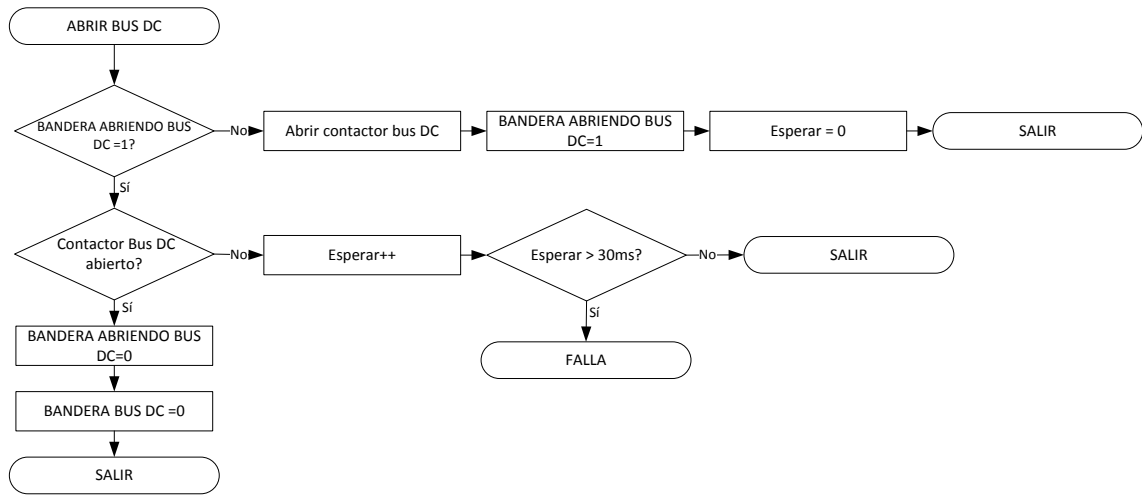 ABRIR BUS DC
BANDERA ABRIENDO BUS
DC =1?
No
Abrir contactor bus DC
BANDERA ABRIENDO BUS
DC=1
Esperar = 0
SALIR
Sí
Contactor Bus DC
abierto?
No
Esperar++
Esperar > 30ms?
No
SALIR
Sí
Sí
BANDERA ABRIENDO BUS
DC=0
FALLA
BANDERA BUS DC =0
SALIR